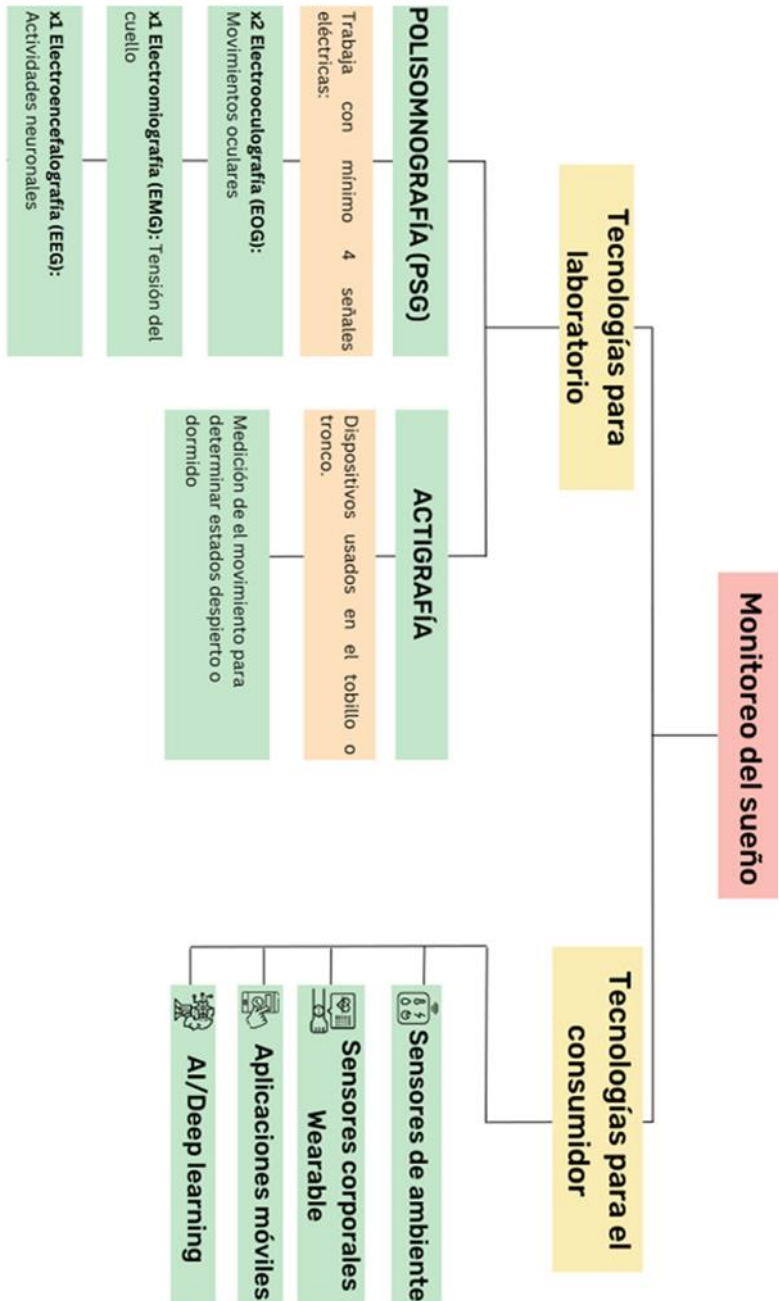 Monitoreo del sueño
Tecnologías para
laboratorio
POLISOMNOGRAFÍA (PSG)
Trabaja con mínimo 4 señales
eléctricas:
x2 Electrooculografía (EOG):
Movimientos oculares
x1 Electromiografía (EMG): Tensión del
cuello
x1 Electroencefalografía (EEG):
Actividades neuronales
ACTIGRAFÍA
Dispositivos usados en el tobillo o
tronco.
Medición de el movimiento para
determinar estados despierto o
dormido
Tecnologías para el
consumidor
Sensores de ambiente
Sensores corporales
Wearable
Aplicaciones móviles
AI/Deep learning